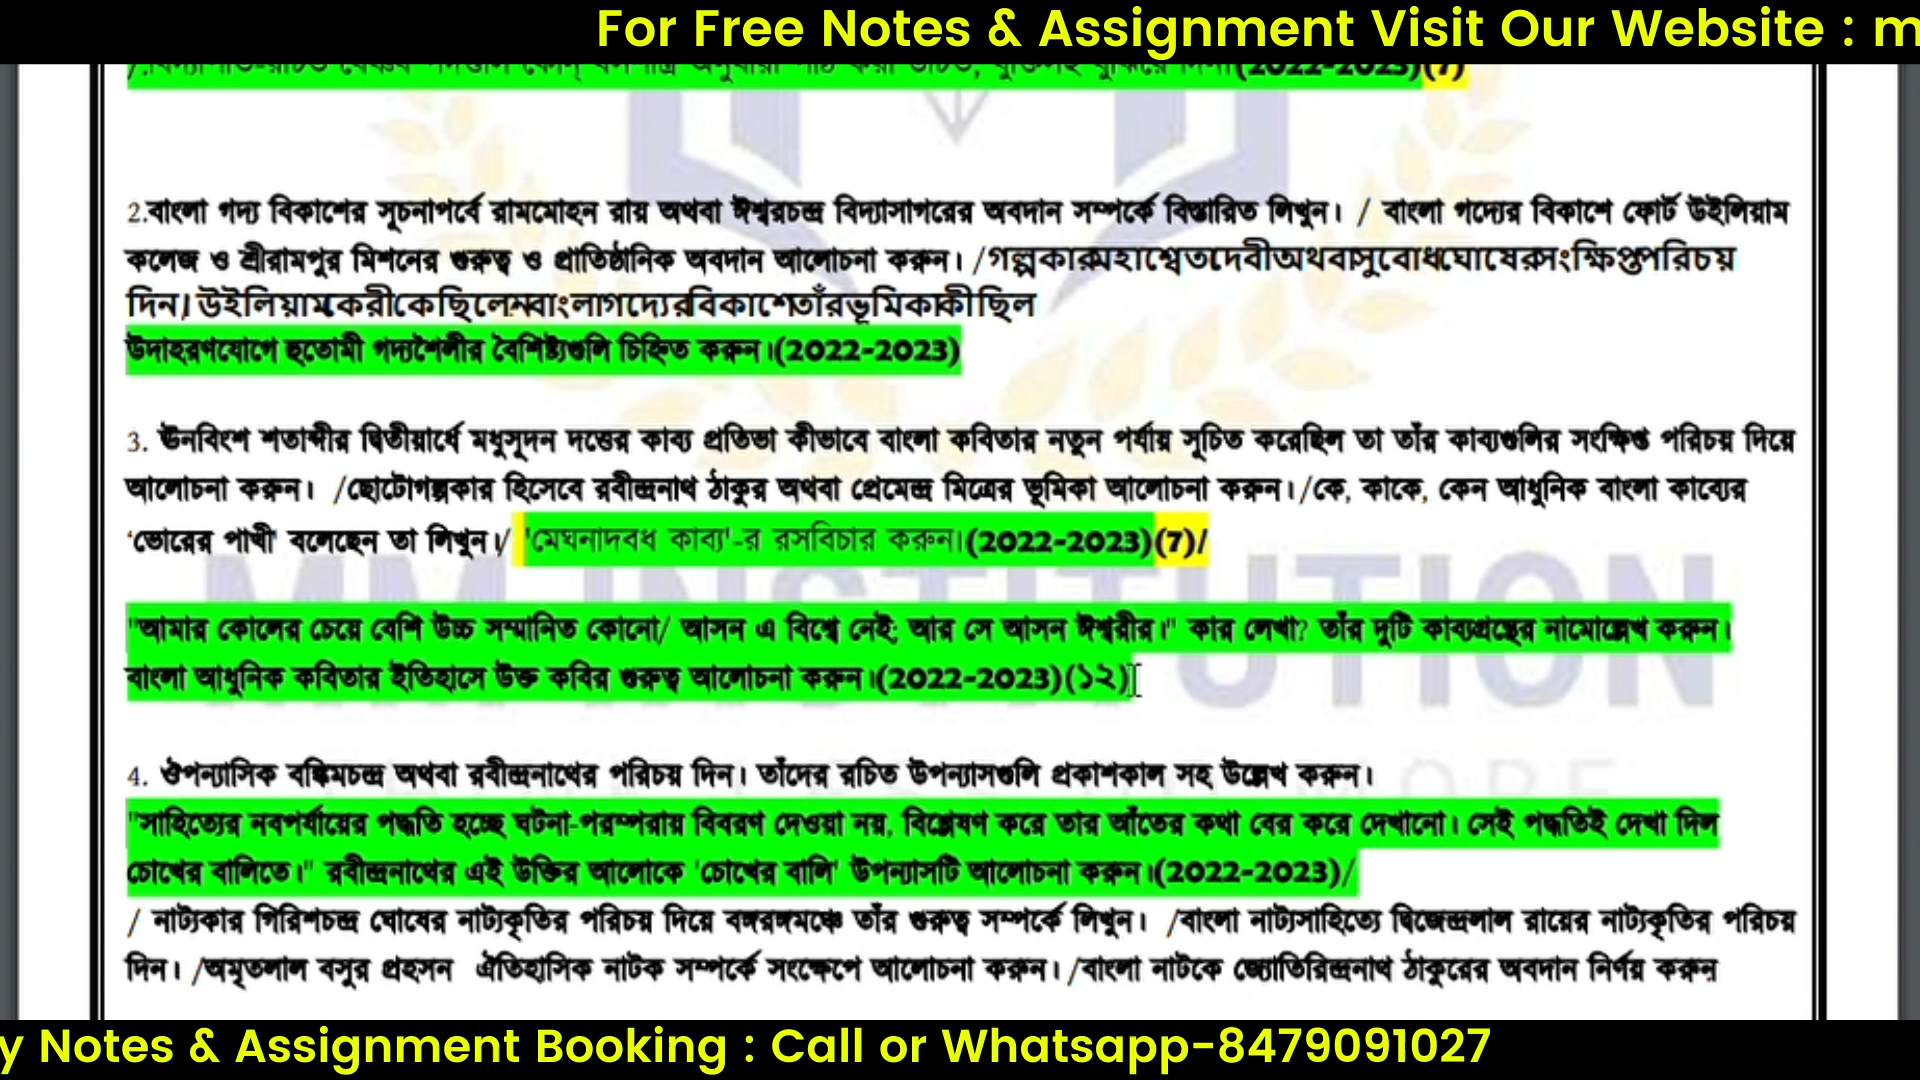 For Free Notes & Assignment Visit Our Website : m
(2022-2023)(7)
2.বাংলা গদ্য বিকাশের সূচনাপর্বে রামমোহন রায় অথবা ঈশ্বরচন্দ্র বিদ্যাসাগরের অবদান সম্পর্কে বিস্তারিত লিখুন। / বাংলা গদ্যের বিকাশে ফোর্ট উইলিয়াম
কলেজ ও শ্রীরামপুর মিশনের গুরুত্ব ও প্রাতিষ্ঠানিক অবদান আলোচনা করুন। /গল্পকারমহাশ্বেতদেবীঅথবাসুবোধঘোষেরসংক্ষিপ্তপরিচয়
দিন। উইলিয়ামকেরীকেছিলেনবাংলাগদ্যেরবিকাশেতাঁরভূমিকাকীছিল
উদাহরণযোগে হুতোমী গদ্যশৈলীর বৈশিষ্ট্যগুলি চিহ্নিত করুন।(2022-2023)
3. ঊনবিংশ শতাব্দীর দ্বিতীয়ার্ধে মধুসূদন দত্তের কাব্য প্রতিভা কীভাবে বাংলা কবিতার নতুন পর্যায় সূচিত করেছিল তা তাঁর কাব্যগুলির সংক্ষিপ্ত পরিচয় দিয়ে
আলোচনা করুন। /ছোটোগল্পকার হিসেবে রবীন্দ্রনাথ ঠাকুর অথবা প্রেমেন্দ্র মিত্রের ভূমিকা আলোচনা করুন।/কে, কাকে, কেন আধুনিক বাংলা কাব্যের
‘ভোরের পাখী’ বলেছেন তা লিখুন।/ 'মেঘনাদবধ কাব্য'-র রসবিচার করুন।(2022-2023)(7)/
"আমার কোলের চেয়ে বেশি উচ্চ সম্মানিত কোনো/ আসন এ বিশ্বে নেই; আর সে আসন ঈশ্বরীর।" কার লেখা? তাঁর দুটি কাব্যগ্রন্থের নামোল্লেখ করুন।
বাংলা আধুনিক কবিতার ইতিহাসে উক্ত কবির গুরুত্ব আলোচনা করুন।(2022-2023)(১২)
MM INSTITUTION
4. ঔপন্যাসিক বঙ্কিমচন্দ্র অথবা রবীন্দ্রনাথের পরিচয় দিন। তাঁদের রচিত উপন্যাসগুলি প্রকাশকাল সহ উল্লেখ করুন।
"সাহিত্যের নবপর্যায়ের পদ্ধতি হচ্ছে ঘটনা-পরম্পরায় বিবরণ দেওয়া নয়, বিশ্লেষণ করে তার আঁতের কথা বের করে দেখানো। সেই পদ্ধতিই দেখা দিল
চোখের বালিতে।" রবীন্দ্রনাথের এই উক্তির আলোকে 'চোখের বালি' উপন্যাসটি আলোচনা করুন।(2022-2023)/
/ নাট্যকার গিরিশচন্দ্র ঘোষের নাট্যকৃতির পরিচয় দিয়ে বঙ্গরঙ্গমঞ্চে তাঁর গুরুত্ব সম্পর্কে লিখুন। /বাংলা নাট্যসাহিত্যে দ্বিজেন্দ্রলাল রায়ের নাট্যকৃতির পরিচয়
দিন। /অমৃতলাল বসুর প্রহসন ঐতিহাসিক নাটক সম্পর্কে সংক্ষেপে আলোচনা করুন। /বাংলা নাটকে জ্যোতিরিন্দ্রনাথ ঠাকুরের অবদান নির্ণয় করুন
y Notes & Assignment Booking : Call or Whatsapp-8479091027